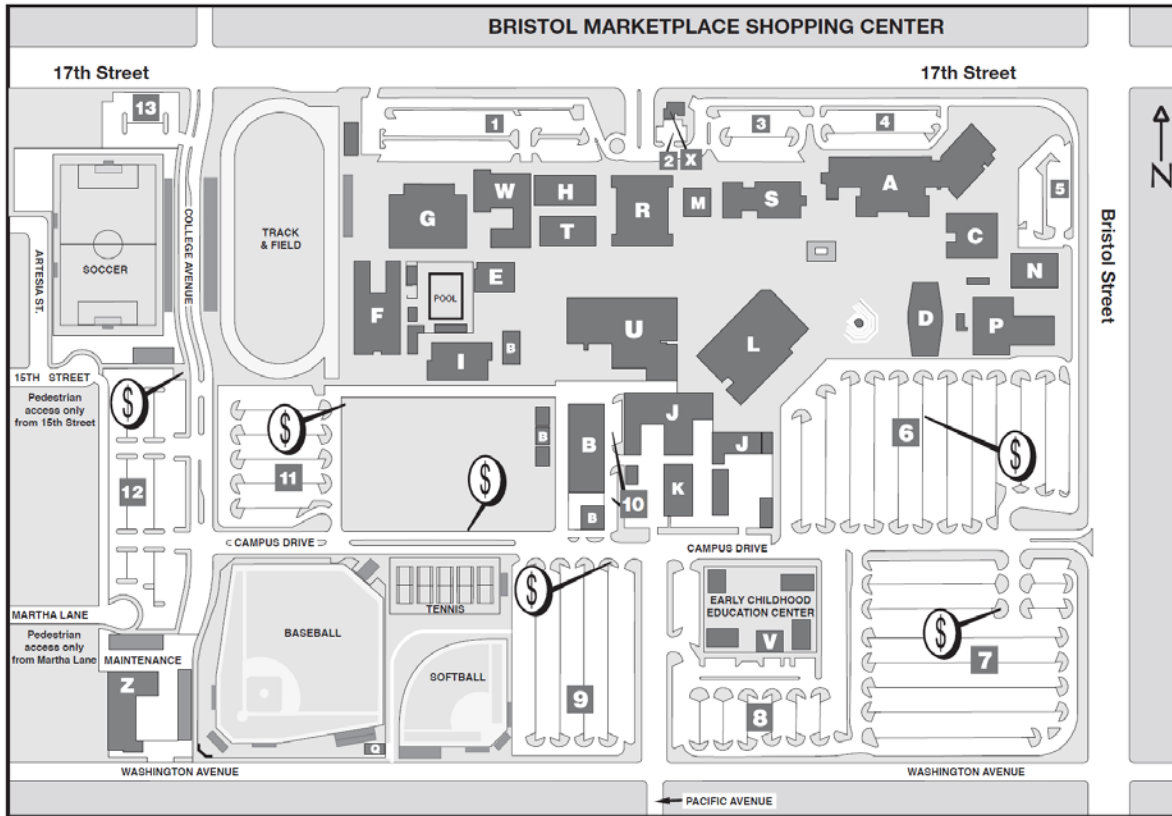 BRISTOL MARKETPLACE SHOPPING CENTER
17th Street
17th Street
13
1
3
4
2
X
5
N
W
H
R
M
S
A
G
T
C
COLLEGE AVENUE
TRACK
& FIELD
Bristol Street
ARTESIA ST.
SOCCER
E
POOL
N
F
U
D
P
L
I
B
15TH STREET
Pedestrian
access only
from 15th Street
$
$
$
$
J
B
B
J
6
11
12
K
10
B
CAMPUS DRIVE
CAMPUS DRIVE
$
EARLY CHILDHOOD
EDUCATION CENTER
TENNIS
MARTHA LANE
Pedestrian
access only
from Martha Lane
BASEBALL
V
$
7
MAINTENANCE
Z
SOFTBALL
9
8
Q
WASHINGTON AVENUE
WASHINGTON AVENUE
PACIFIC AVENUE